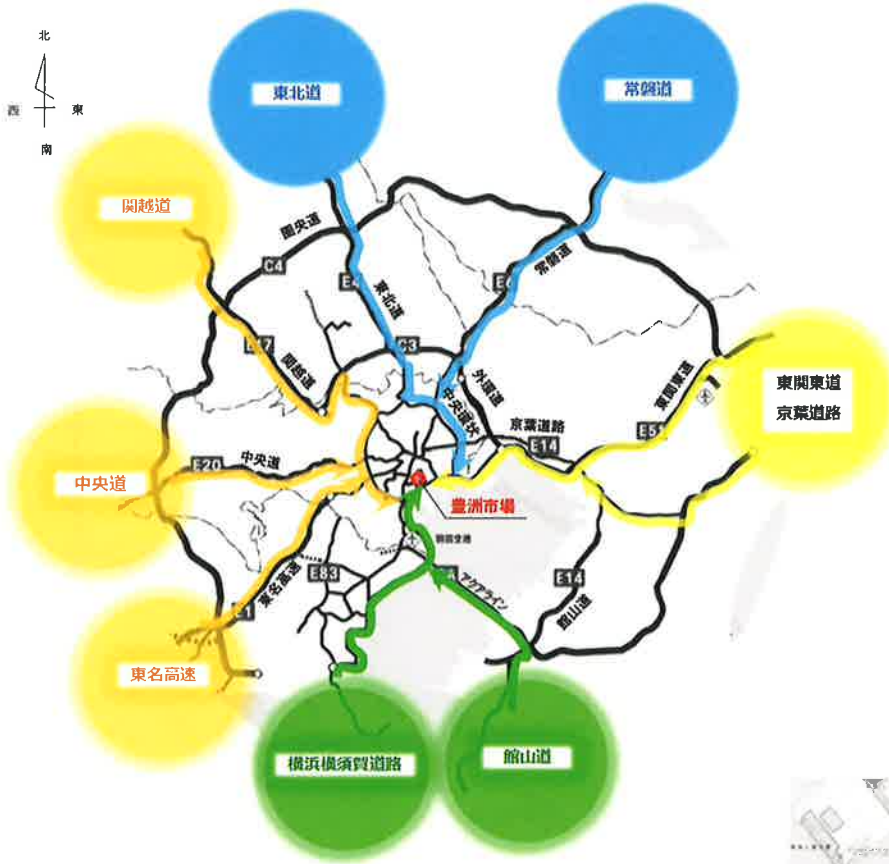 北
西
東
南
東北道
常磐道
関越道
圏央道
C4
E4
東北道
常磐道
E17
関越道
C3
外環道
中央環状
東関東道
京葉道路
東関東道
E51
京葉道路
E14
E20
中央道
中央道
豊洲市場
羽田空港
E83
東名高速
E1
アクアライン
E14
館山道
東名高速
横浜横須賀道路
館山道